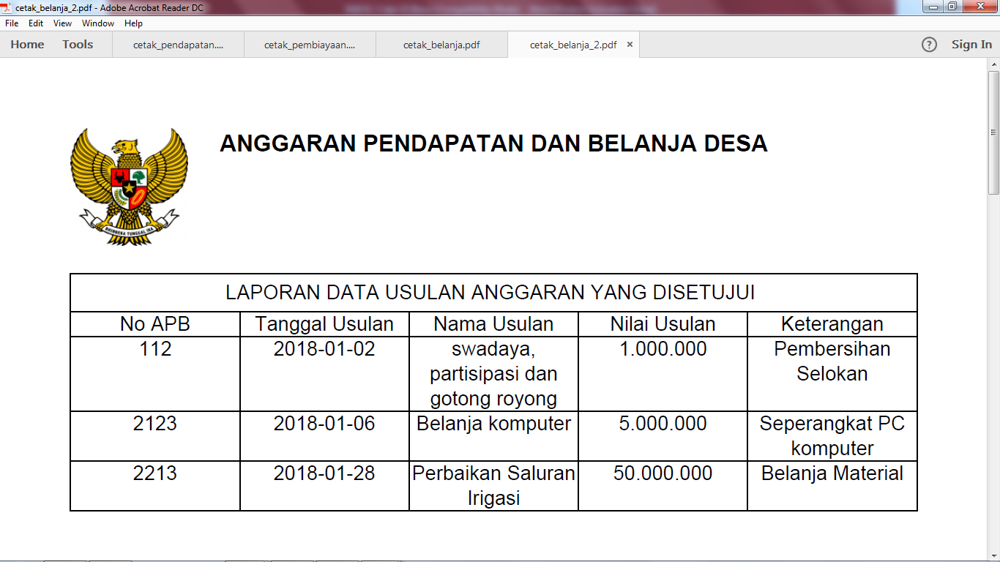 cetak_belanja_2.pdf - Adobe Acrobat Reader DC
File Edit View Window Help
Home Tools cetak_pendapatan.... cetak_pembiayaan.... cetak_belanja.pdf cetak_belanja_2.pdf × ? Sign In
ANGGARAN PENDAPATAN DAN BELANJA DESA
BHINNEKA TUNGGAL IKA
LAPORAN DATA USULAN ANGGARAN YANG DISETUJUI
No APB Tanggal Usulan Nama Usulan Nilai Usulan Keterangan
112 2018-01-02 swadaya, 1.000.000 Pembersihan
partisipasi dan Selokan
gotong royong
2123 2018-01-06 Belanja komputer 5.000.000 Seperangkat PC
komputer
2213 2018-01-28 Perbaikan Saluran 50.000.000 Belanja Material
Irigasi